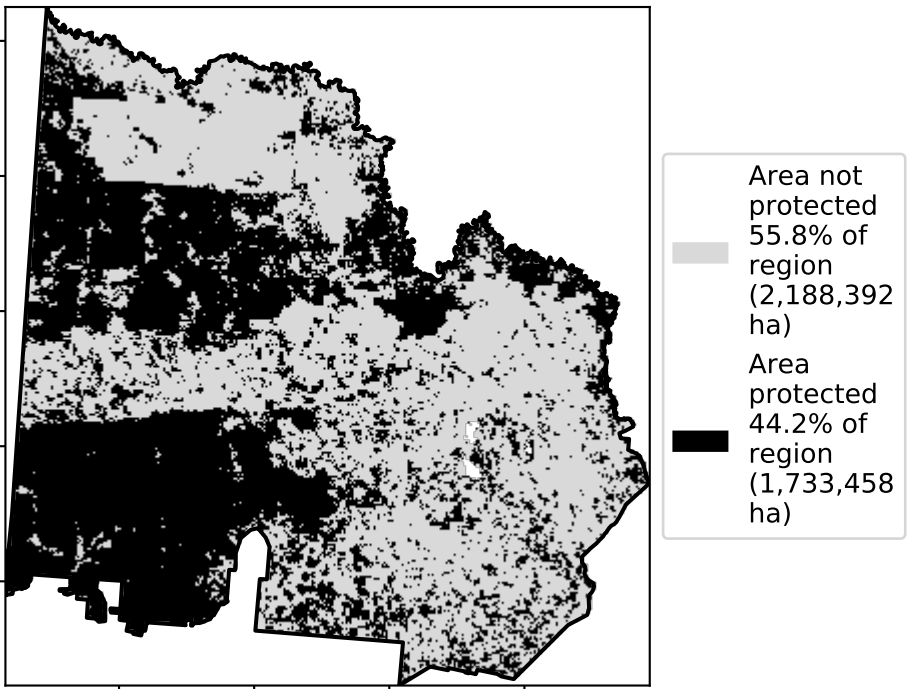 Area not
protected
55.8% of
region
(2,188,392
ha)
Area
protected
44.2% of
region
(1,733,458
ha)